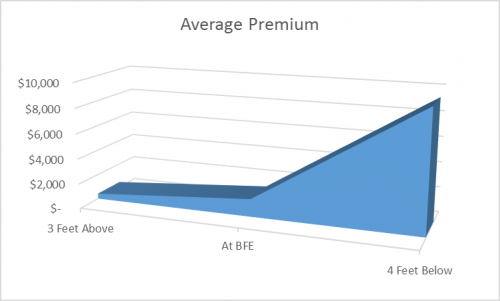 Average Premium
$10,000
$8,000
$6,000
$4,000
$2,000
$-
3 Feet Above
At BFE
4 Feet Below